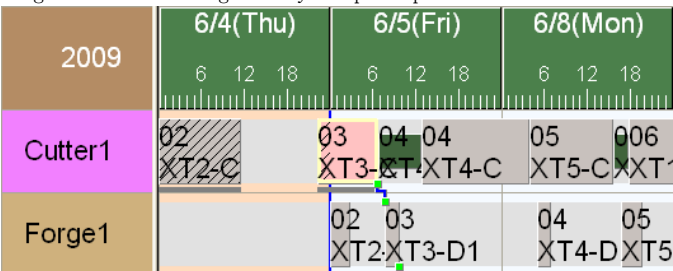 2009 6/4(Thu) 6/5(Fri) 6/8(Mon)
6 12 18 6 12 18 6 12 18
Cutter1
02 03 04 04 05 006
XT2-C XT3- XT4-C XT5-C XT1
Forge1
02 03 04 05
XT2 XT3-D1 XT4-D XT5